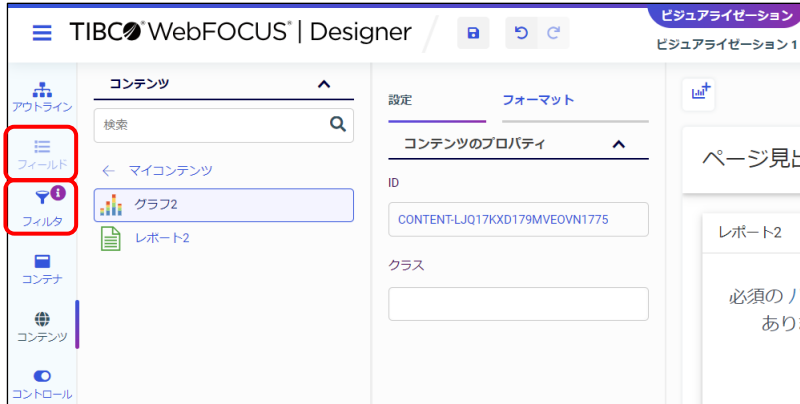 TIBCO® WebFOCUS® | Designer
ビジュアライゼーション
ビジュアライゼーション 1
アウトライン
フィールド
フィルタ
コンテナ
コンテンツ
コントロール
コンテンツ
検索
← マイコンテンツ
グラフ2
レポート2
設定
フォーマット
コンテンツのプロパティ
ID
CONTENT-LJQ17KXD179MVEOVN1775
クラス
ページ見出
レポート2
必須の
あり